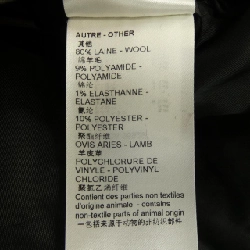 AUTRE - OTHER
其他
80% LAINE - WOOL
绵羊毛
9% POLYAMIDE -
POLYAMIDE
锦纶
1% ELASTHANNE -
ELASTANE
氨纶
10% POLYESTER -
POLYESTER
聚酯纤维
OVIS ARIES - LAMB
羊皮革
POLYCHLORURE DE
VINYLE - POLYVINYL
CHLORIDE
聚氯乙烯纤维
Contient des parties non textiles
d'origine animale - contains
non-textile parts of animal origin